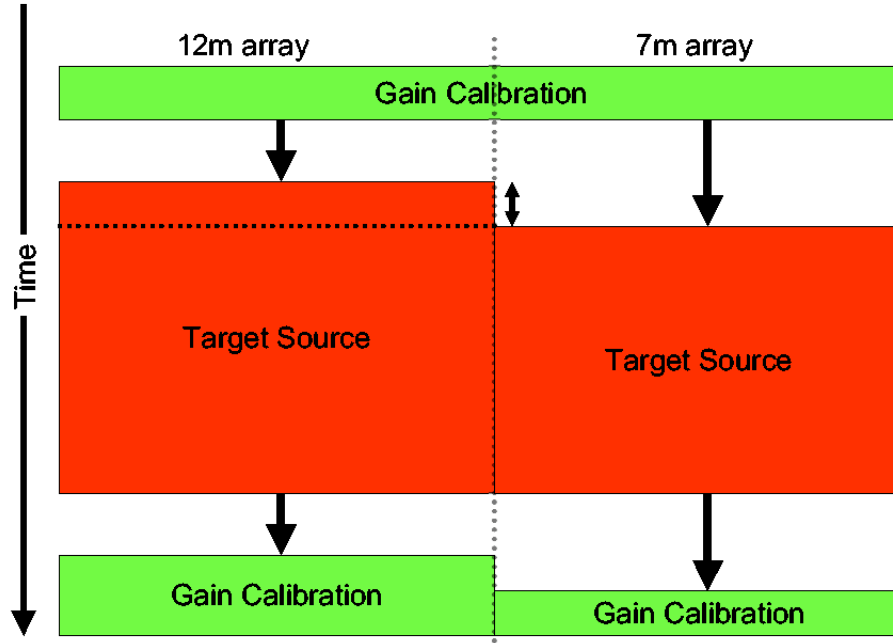 12m array
7m array
Gain Calibration
Time
Target Source
Target Source
Gain Calibration
Gain Calibration